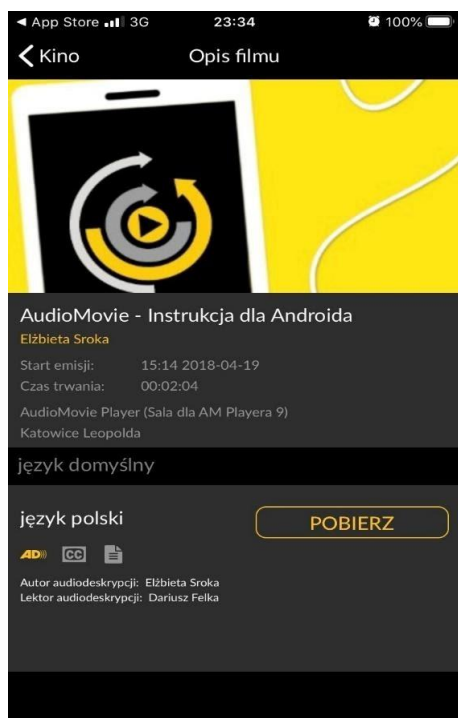 ◀ App Store 3G 23:34 100%
Kino Opis filmu
AudioMovie - Instrukcja dla Androida
Elżbieta Sroka
Start emisji: 15:14 2018-04-19
Czas trwania: 00:02:04
AudioMovie Player (Sala dla AM Playera 9)
Katowice Leopolda
język domyślny
język polski POBIERZ
AD CC
Autor audiodeskrypcji: Elżbieta Sroka
Lektor audiodeskrypcji: Dariusz Felka